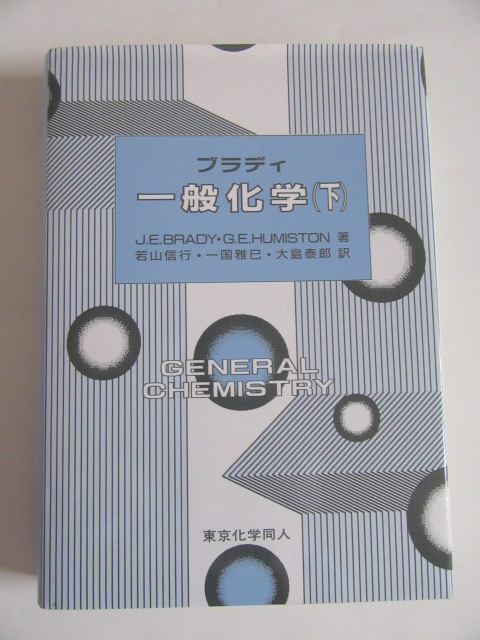 ブラディ
一般化学(下)
J.E.BRADY・G.E.HUMISTON 著
若山信行・一国雅巳・大島泰郎 訳
GENERAL
CHEMISTRY
東京化学同人